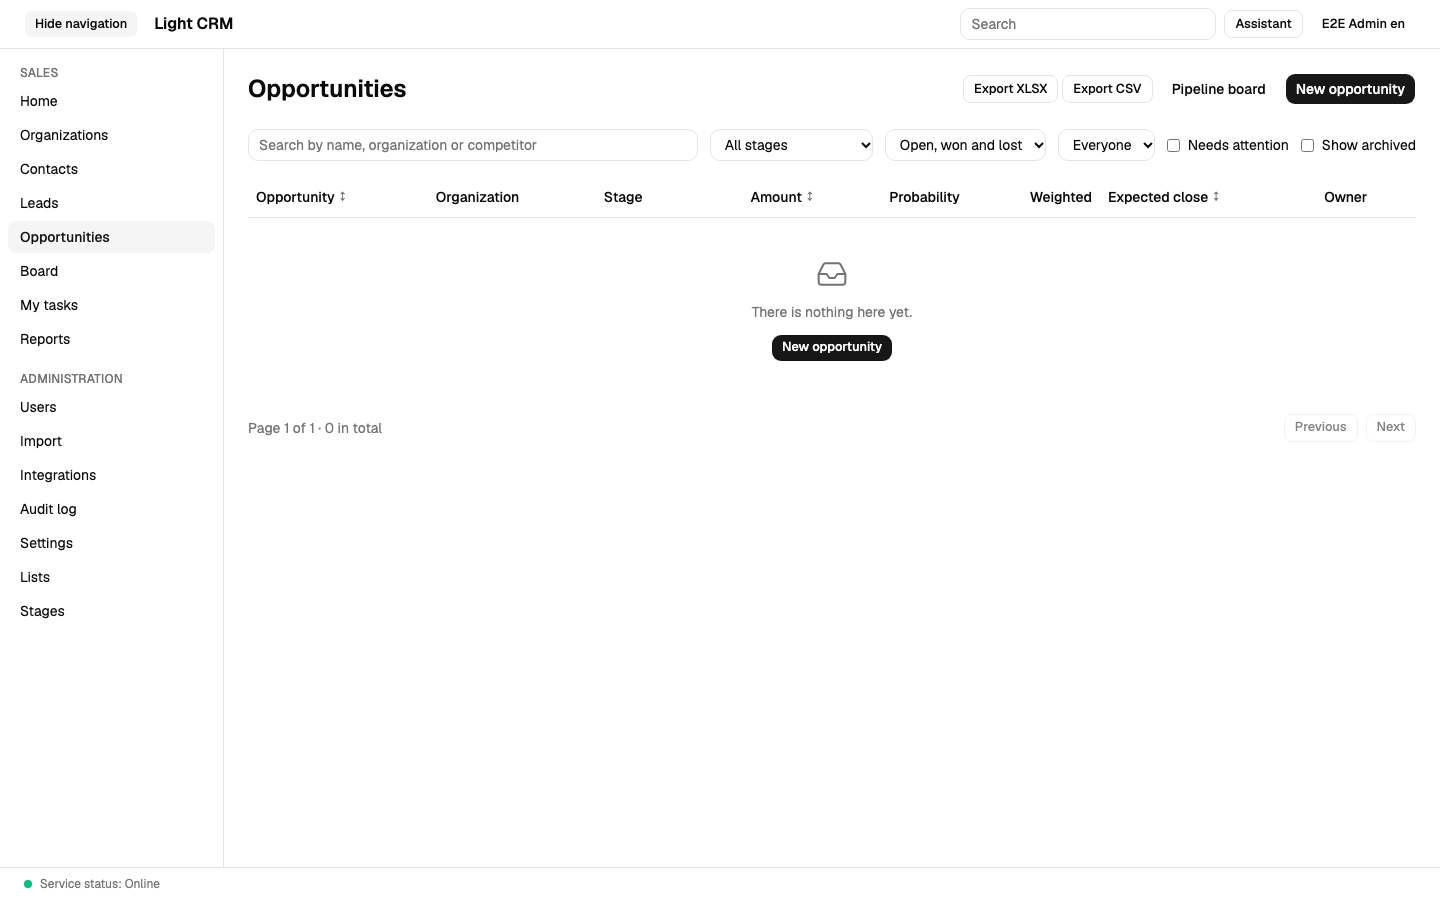 Hide navigation
Light CRM
Search
Assistant
E2E Admin en
SALES
Home
Organizations
Contacts
Leads
Opportunities
Board
My tasks
Reports
ADMINISTRATION
Users
Import
Integrations
Audit log
Settings
Lists
Stages
Opportunities
Export XLSX
Export CSV
Pipeline board
New opportunity
Search by name, organization or competitor
All stages
Open, won and lost
Everyone
Needs attention
Show archived
Opportunity ↕
Organization
Stage
Amount ↕
Probability
Weighted
Expected close ↕
Owner
There is nothing here yet.
New opportunity
Page 1 of 1 · 0 in total
Previous
Next
Service status: Online